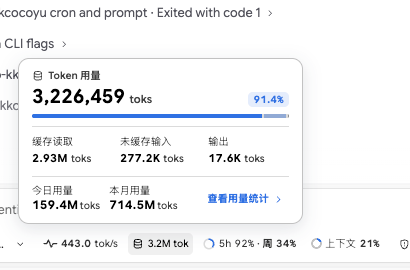 kcocoyu cron and prompt · Exited with code 1 >
CLI flags >
Token 用量
3,226,459 toks
91.4%
缓存读取 未缓存输入 输出
2.93M toks 277.2K toks 17.6K toks
今日用量 本月用量
159.4M toks 714.5M toks
查看用量统计 >
443.0 tok/s 3.2M tok 5h 92% · 周 34% 上下文 21%